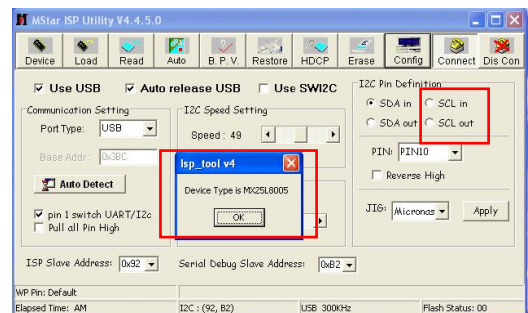 MStar ISP Utility V4.4.5.0
Device Load Read Auto B. P. V. Restore HDCP Erase Config Connect Dis Con
Use USB Auto release USB Use SWI2C
I2C Pin Definition
SDA in SCL in
SDA out SCL out
PIN: PIN10
Reverse High
JIG: Micronas Apply
Communication Setting
Port Type: USB
Base Addr: 0x3BC
Auto Detect
pin 1 switch UART/I2c
Pull all Pin High
I2C Speed Setting
Speed: 49
Isp_tool v4
Device Type is MX25L8005
OK
ISP Slave Address: 0x92 Serial Debug Slave Address: 0xB2
WP Pin: Default
Elapsed Time: AM I2C : (92, B2) USB 300KHz Flash Status: 00